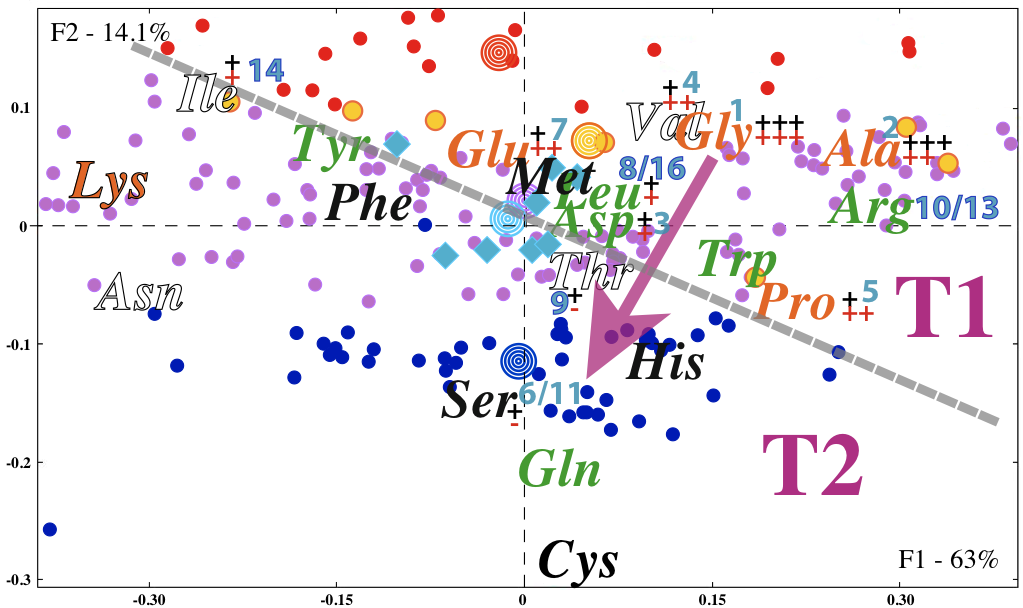 F2 - 14.1%
Ile
++
14
4
Val
1
Gly
+++
+++
2
Ala
+++
+++
0.1
Tyr
7
Glu
+
++
Lys
Phe
Met
8/16
Leu
Asp
+
+
3
Arg
10/13
0
Asn
Thr
9
+
-
Trp
Pro
5
+
++
T1
-0.1
His
Ser
6/11
+
-
T2
-0.2
Gln
Cys
F1 - 63%
-0.3
-0.30
-0.15
0
0.15
0.30